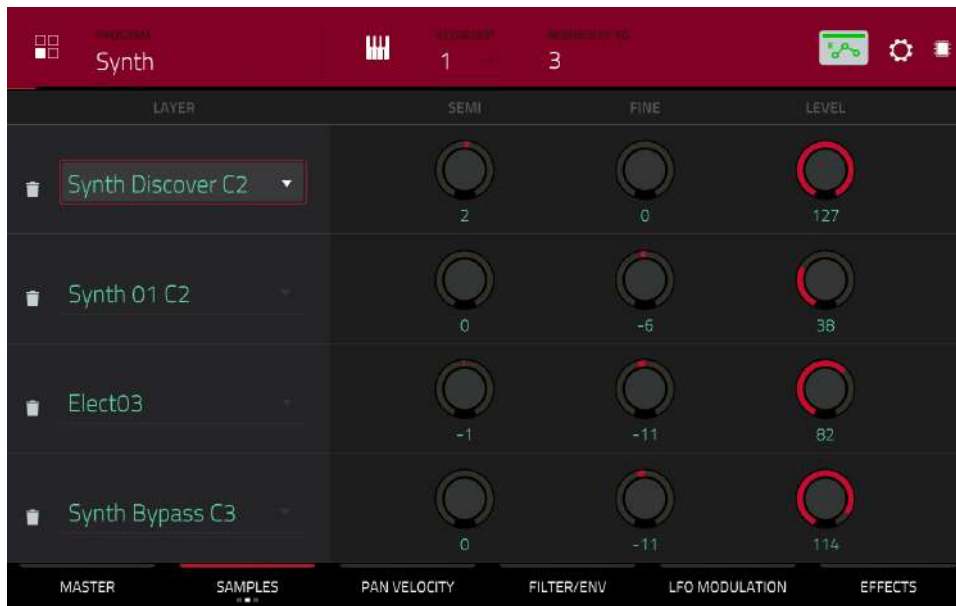 PROGRAM
Synth
KEYGROUP
1
3
LAYER SEMI FINE LEVEL
Synth Discover C2 2 0 127
Synth 01 C2 0 -6 38
Elect03 -1 -11 82
Synth Bypass C3 0 -11 114
MASTER SAMPLES PAN VELOCITY FILTER/ENV LFO MODULATION EFFECTS